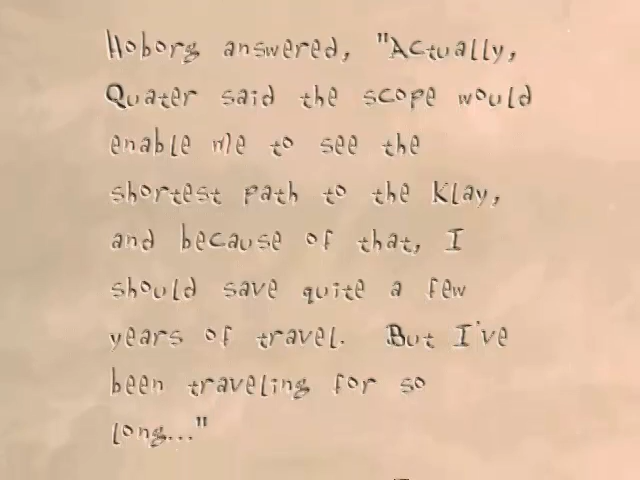 Hoborg answered, "Actually,
Quater said the scope would
enable me to see the
shortest path to the Klay,
and because of that, I
should save quite a few
years of travel.  But I've
been traveling for so
long..."